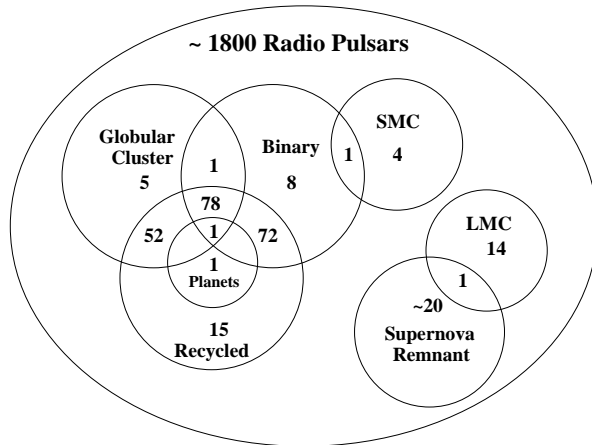 ~ 1800 Radio Pulsars
Globular
Cluster
5
1
Binary
8
1
SMC
4
78
52
1
72
1
Planets
15
Recycled
LMC
14
1
~20
Supernova
Remnant